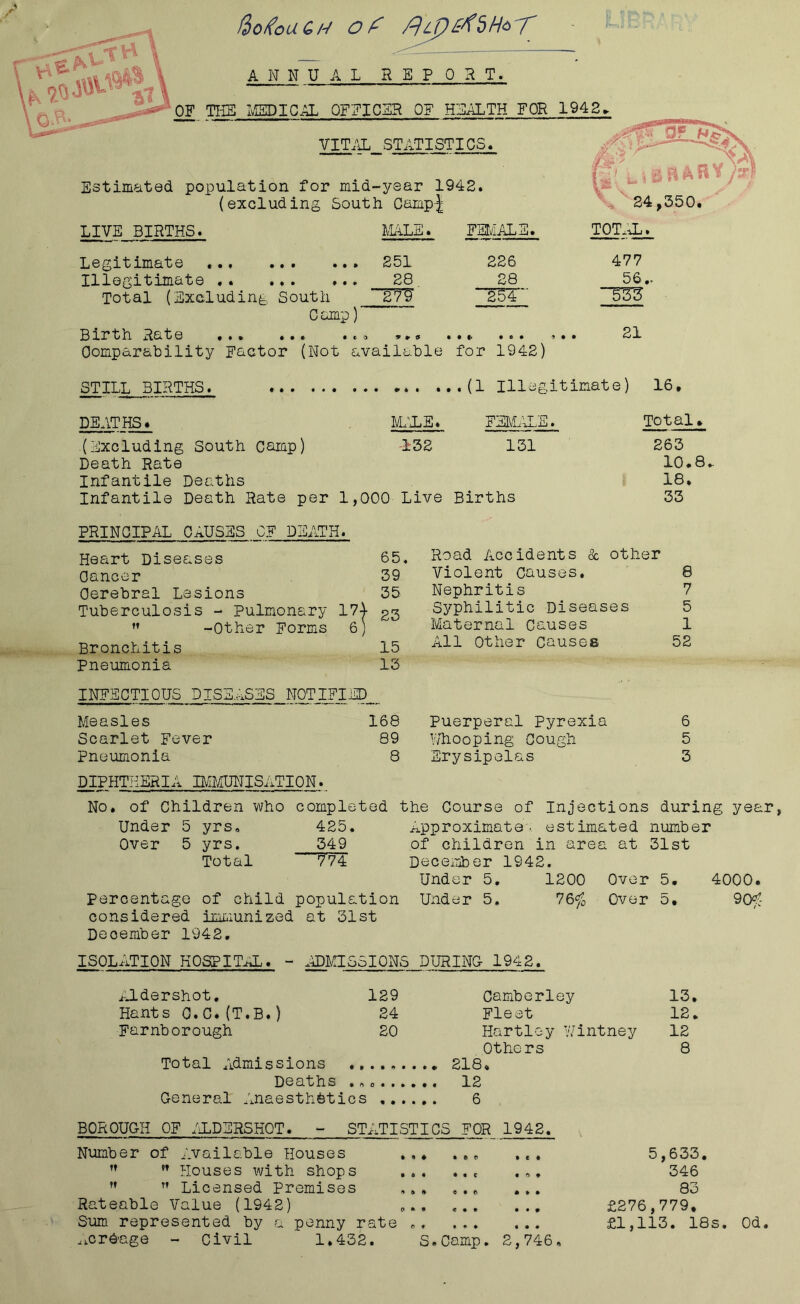 Borough of Aldershot
LIBRARY
HEALTH
20 JUL 1943
37
ANNUAL REPORT.
OF THE MEDICAL OFFICER OF HEALTH FOR 1942.
VITAL STATISTICS.
LIBRARY
Estimated population for mid-year 1942.
(excluding South Camp) 24,350.
LIVE BIRTHS. MALE. FEMALE. TOTAL.
Legitimate ... ... ... 251 226 477
Illegitimate .. ... ... 28 28 56..
Total (Excluding South 279 254 533
Camp)
Birth Rate ... ... ... ... ... ... ... 21
Comparability Factor (Not available for 1942)
STILL BIRTHS. ... ... ... ... ... (1 Illegitimate) 16.
DEATHS. MALE. FEMALE. Total.
(Excluding South Camp) 132 131 263
Death Rate 10.8.
Infantile Deaths 18.
Infantile Death Rate per 1,000 Live Births 33
PRINCIPAL CAUSES OF DEATH.
Heart Diseases 65. Road Accidents & other
Cancer 39 Violent Causes. 8
Cerebral Lesions 35 Nephritis 7
Tuberculosis - Pulmonary 17) 23 Syphilitic Diseases 5
" -Other Forms 6) Maternal Causes 1
Bronchitis 15 All Other Causes 52
Pneumonia 13
INFECTIOUS DISEASES NOTIFIED
Measles 168 Puerperal Pyrexia 6
Scarlet Fever 89 Whooping Cough 5
Pneumonia 8 Erysipelas 3
DIPHTHERIA IMMUNISATION.
No. of Children who completed the Course of Injections during year,
Under 5 yrs. 425. Approximate estimated number
Over 5 yrs. 349 of children in area at 31st
Total 774 December 1942.
Under 5. 1200 Over 5. 4000.
Percentage of child population Under 5. 76% Over 5. 90%
considered immunized at 31st
December 1942.
ISOLATION HOSPITAL. - ADMISSIONS DURING 1942.
Aldershot. 129 Camberley 13.
Hants C.C.(T.B.) 24 Fleet 12.
Farnborough 20 Hartley Wintney 12
Others 8
Total Admissions ......... 218.
Deaths ......... 12
General Anaesthetics ...... 6
BOROUGH OF ALDERSHOT. - STATISTICS FOR 1942.
Number of Available Houses ... ... ... 5,633.
" " Houses with shops ... ... ... 346
" " Licensed Premises ... ... ... 83
Rateable Value (1942) ... ... ... £276,779.
Sum represented by a penny rate .. ... ... £1,113. 18s. 0d.
Acreage - Civil 1.432. S.Camp. 2,746.